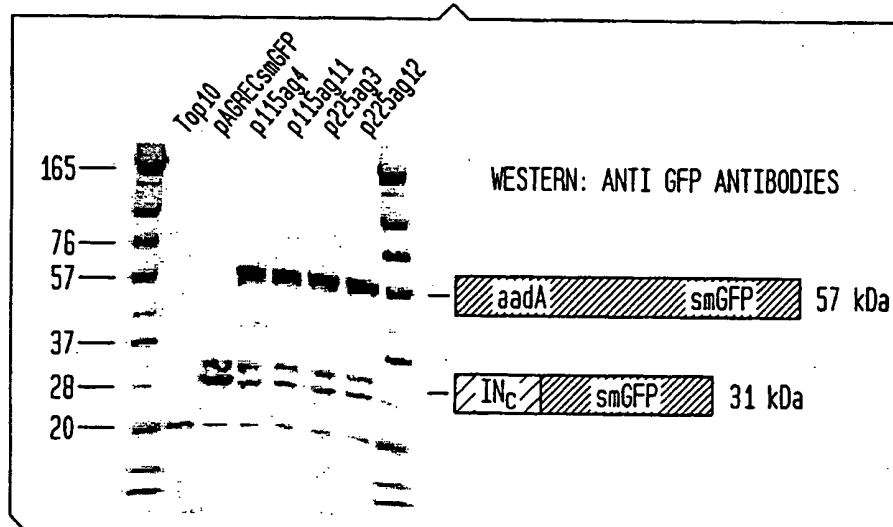 Top10
pAGRECsmGFP
p115ag4
p115ag11
p225ag3
p225ag12
165
76
57
37
28
20
WESTERN: ANTI GFP ANTIBODIES
aadA smGFP 57 kDa
INC smGFP 31 kDa